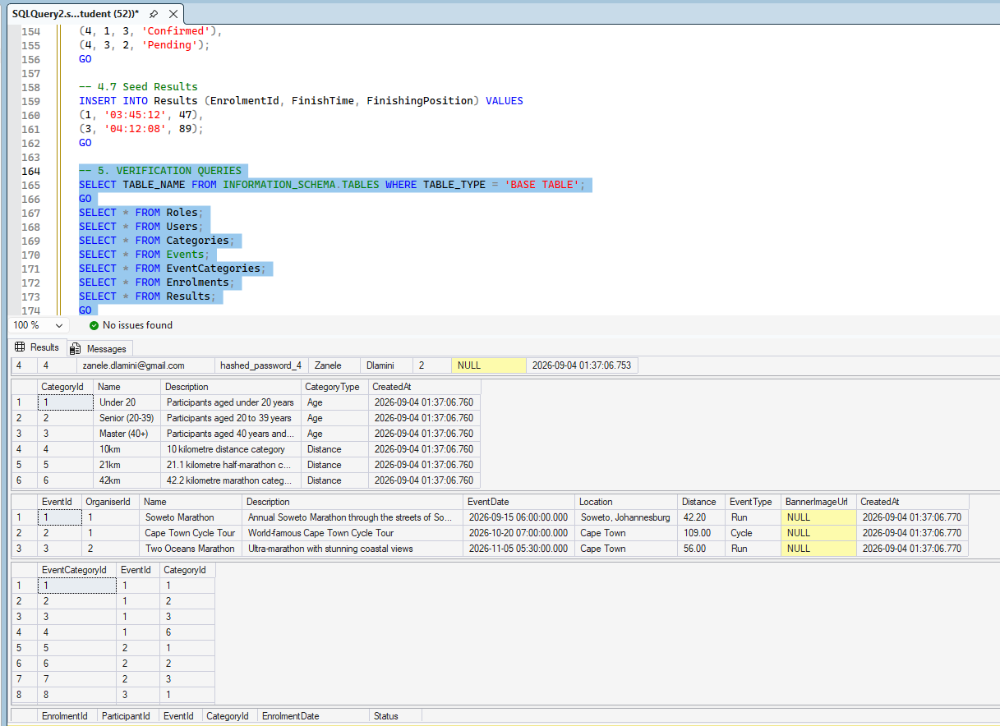 SQLQuery2.s...tudent (52))*
154 (4, 1, 3, 'Confirmed'),
155 (4, 3, 2, 'Pending');
156 GO
157
158 -- 4.7 Seed Results
159 INSERT INTO Results (EnrolmentId, FinishTime, FinishingPosition) VALUES
160 (1, '03:45:12', 47),
161 (3, '04:12:08', 89);
162 GO
163
164 -- 5. VERIFICATION QUERIES
165 SELECT TABLE_NAME FROM INFORMATION_SCHEMA.TABLES WHERE TABLE_TYPE = 'BASE TABLE';
166 GO
167 SELECT * FROM Roles;
168 SELECT * FROM Users;
169 SELECT * FROM Categories;
170 SELECT * FROM Events;
171 SELECT * FROM EventCategories;
172 SELECT * FROM Enrolments;
173 SELECT * FROM Results;
174 GO
100 % No issues found
Results Messages
4 4 zanele.dlamini@gmail.com hashed_password_4 Zanele Dlamini 2 NULL 2026-09-04 01:37:06.753
CategoryId Name Description CategoryType CreatedAt
1 1 Under 20 Participants aged under 20 years Age 2026-09-04 01:37:06.760
2 2 Senior (20-39) Participants aged 20 to 39 years Age 2026-09-04 01:37:06.760
3 3 Master (40+) Participants aged 40 years and... Age 2026-09-04 01:37:06.760
4 4 10km 10 kilometre distance category Distance 2026-09-04 01:37:06.760
5 5 21km 21.1 kilometre half-marathon c... Distance 2026-09-04 01:37:06.760
6 6 42km 42.2 kilometre marathon categ... Distance 2026-09-04 01:37:06.760
EventId OrganiserId Name Description EventDate Location Distance EventType BannerImageUrl CreatedAt
1 1 1 Soweto Marathon Annual Soweto Marathon through the streets of So... 2026-09-15 06:00:00.000 Soweto, Johannesburg 42.20 Run NULL 2026-09-04 01:37:06.770
2 2 1 Cape Town Cycle Tour World-famous Cape Town Cycle Tour 2026-10-20 07:00:00.000 Cape Town 109.00 Cycle NULL 2026-09-04 01:37:06.770
3 3 2 Two Oceans Marathon Ultra-marathon with stunning coastal views 2026-11-05 05:30:00.000 Cape Town 56.00 Run NULL 2026-09-04 01:37:06.770
EventCategoryId EventId CategoryId
1 1 1 1
2 2 1 2
3 3 1 3
4 4 1 6
5 5 2 1
6 6 2 2
7 7 2 3
8 8 3 1
EnrolmentId ParticipantId EventId CategoryId EnrolmentDate Status